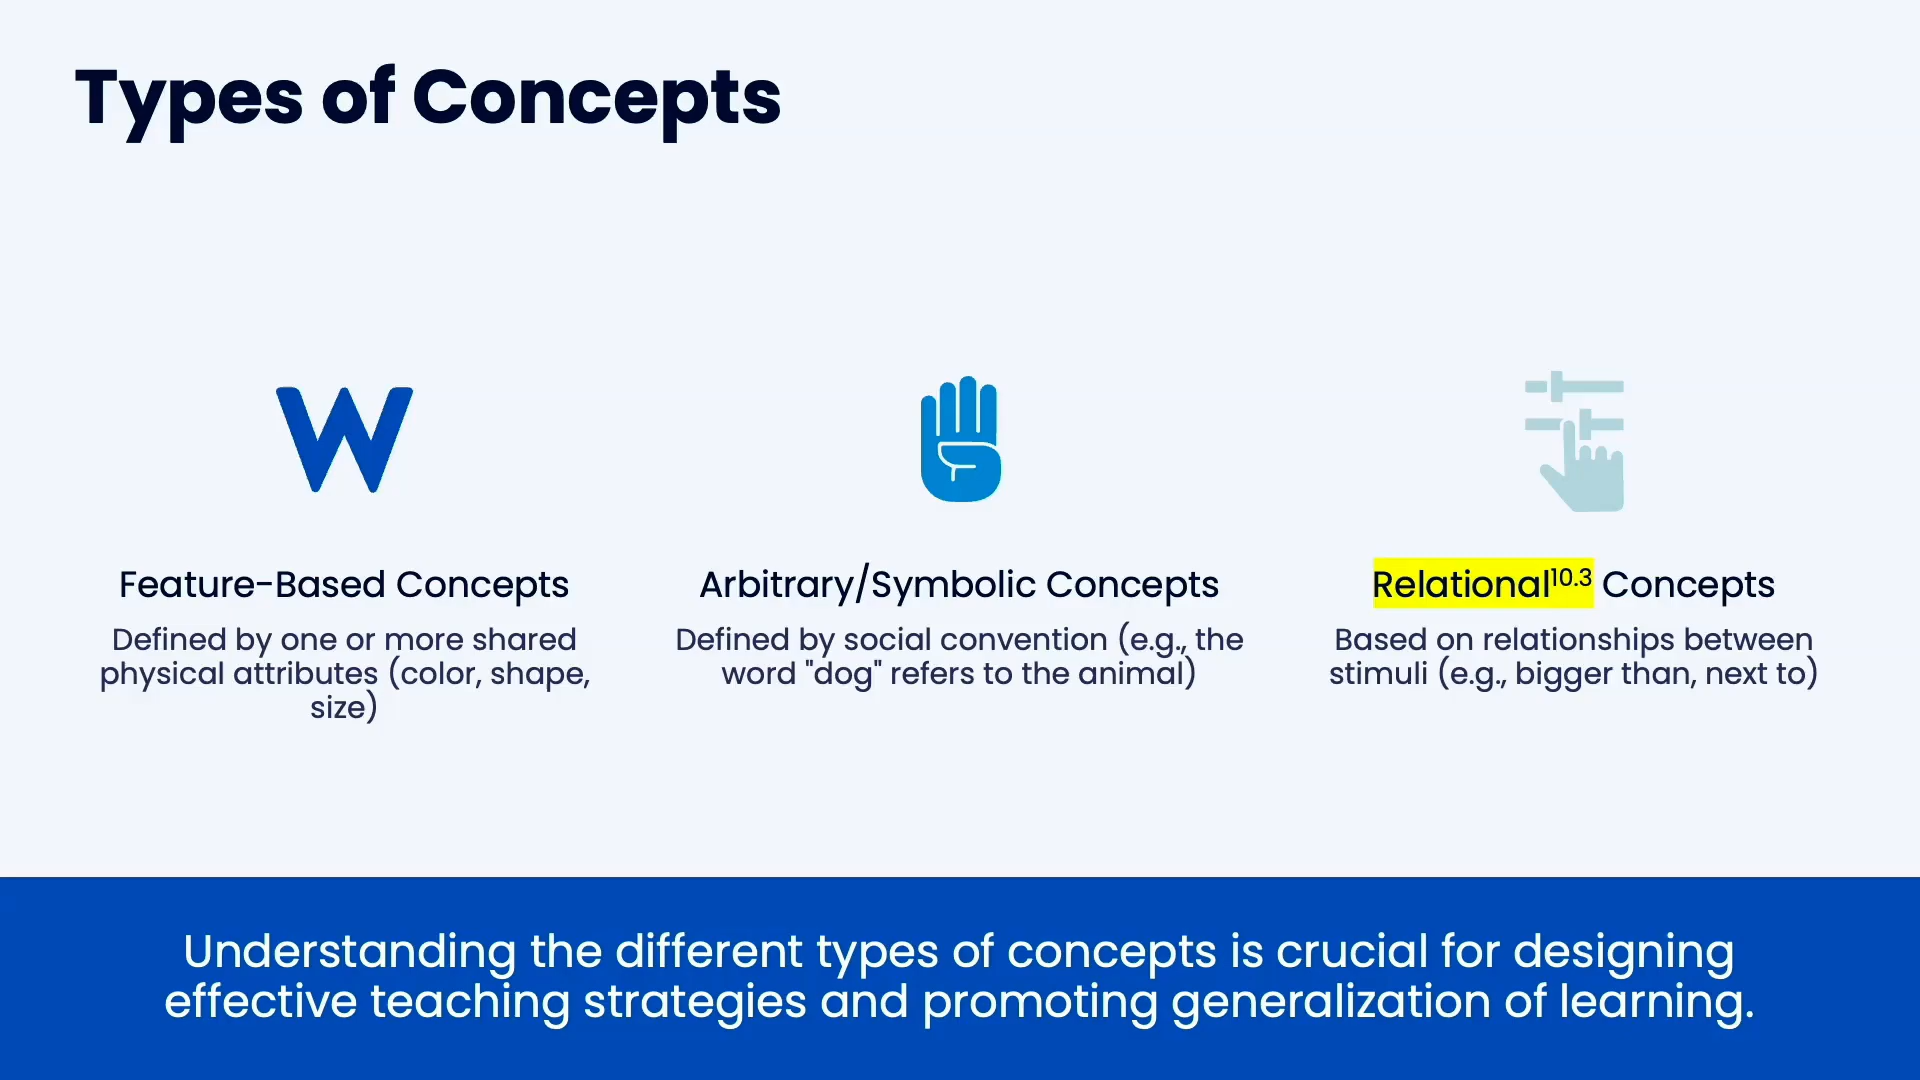 Types of Concepts
W
Feature-Based Concepts
Defined by one or more shared
physical attributes (color, shape,
size)
Arbitrary/Symbolic Concepts
Defined by social convention (e.g., the
word "dog" refers to the animal)
Relational10.3 Concepts
Based on relationships between
stimuli (e.g., bigger than, next to)
Understanding the different types of concepts is crucial for designing
effective teaching strategies and promoting generalization of learning.